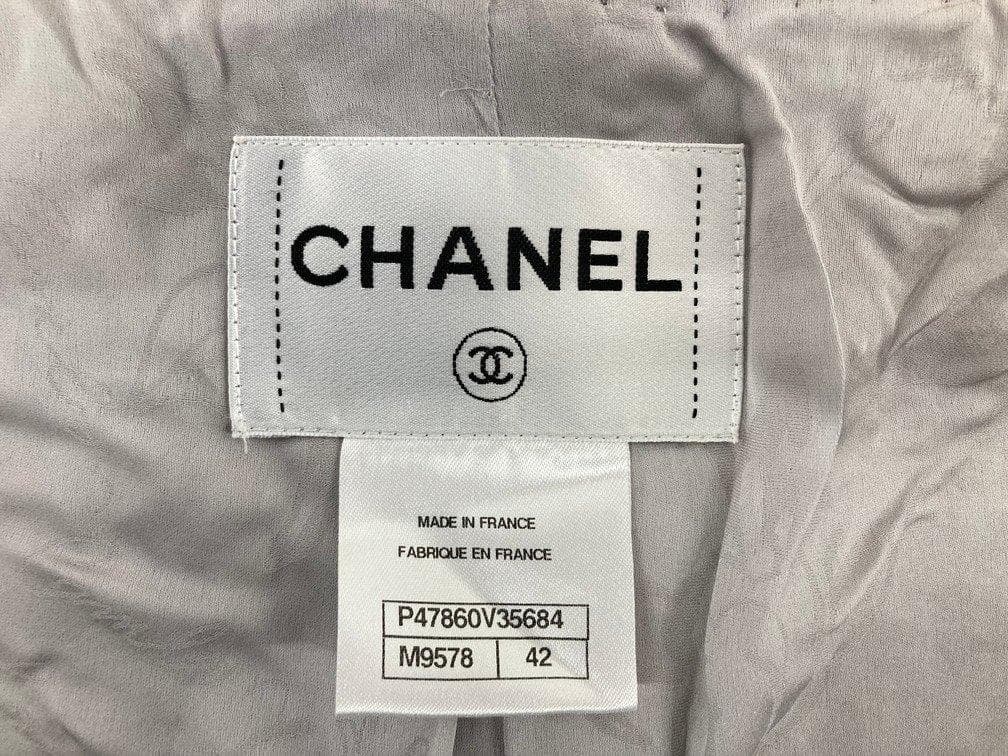 CHANEL
MADE IN FRANCE
FABRIQUE EN FRANCE
P47860V35684
M9578 42